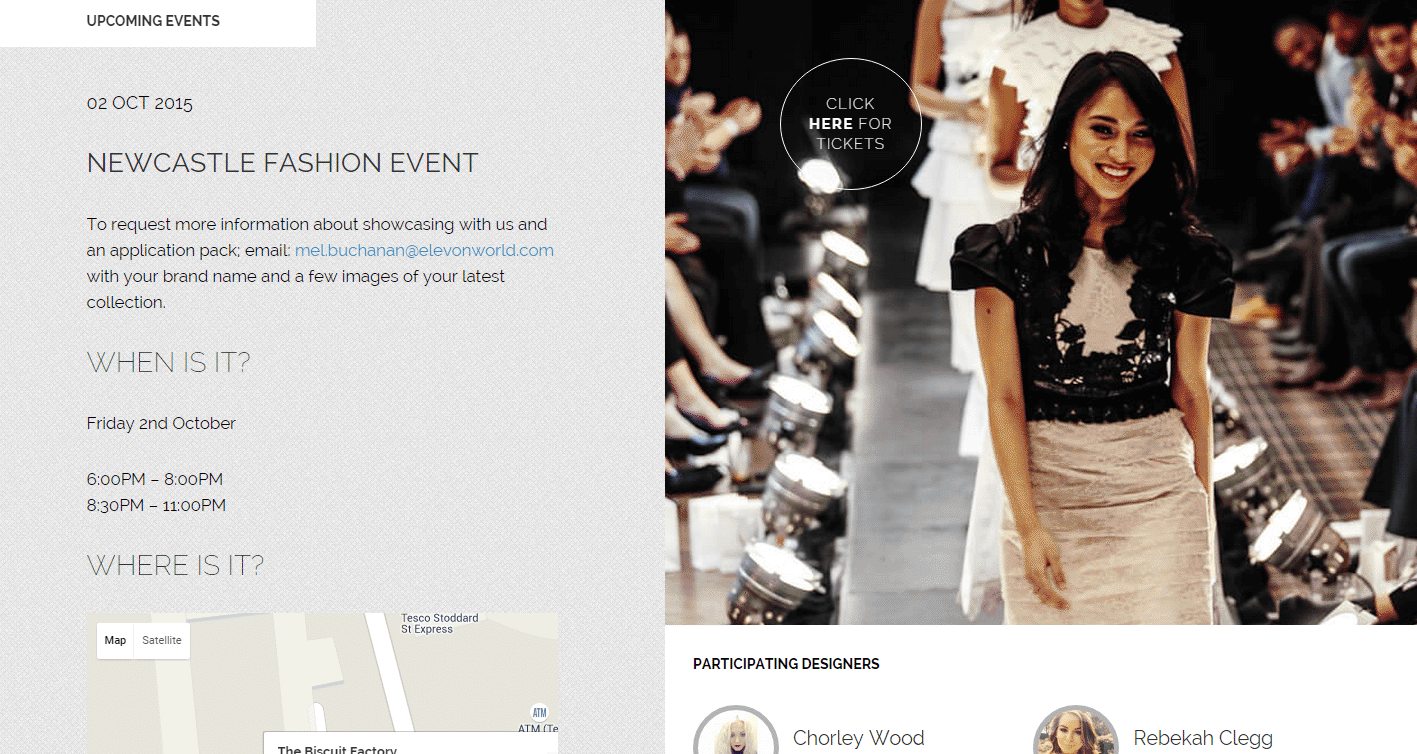 UPCOMING EVENTS
02 OCT 2015
NEWCASTLE FASHION EVENT
To request more information about showcasing with us and
an application pack; email: mel.buchanan@elevonworld.com
with your brand name and a few images of your latest
collection.
WHEN IS IT?
Friday 2nd October
6:00PM – 8:00PM
8:30PM – 11:00PM
WHERE IS IT?
Map
Satellite
Tesco Stoddard
St Express
ATM
ATM (Te
The Biscuit Factory
CLICK
HERE FOR
TICKETS
PARTICIPATING DESIGNERS
Chorley Wood
Rebekah Clegg